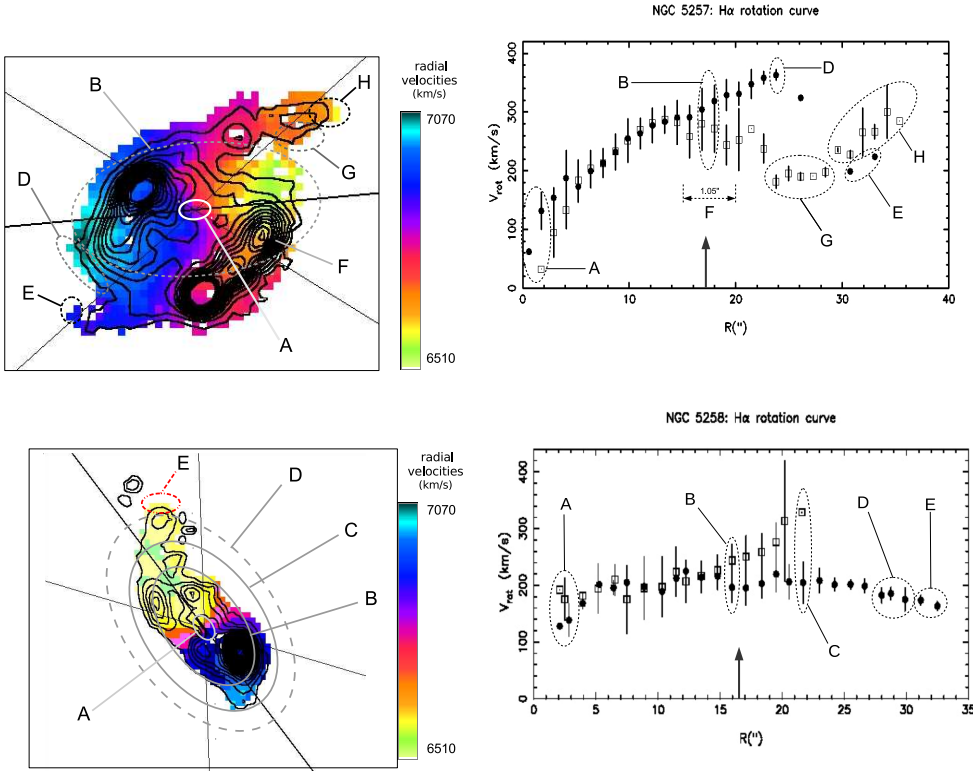 NGC 5257: Hα rotation curve
radial
velocities
(km/s)
7070
6510
B
H
D
G
E
F
A
V_rot (km/s)
400
300
200
100
0
B
D
1.05"
F
A
G
E
H
0 10 20 30 40
R(")
NGC 5258: Hα rotation curve
radial
velocities
(km/s)
7070
6510
E
D
C
B
A
V_rot (km/s)
400
300
200
100
0
A
B
C
D
E
0 5 10 15 20 25 30 35
R(")